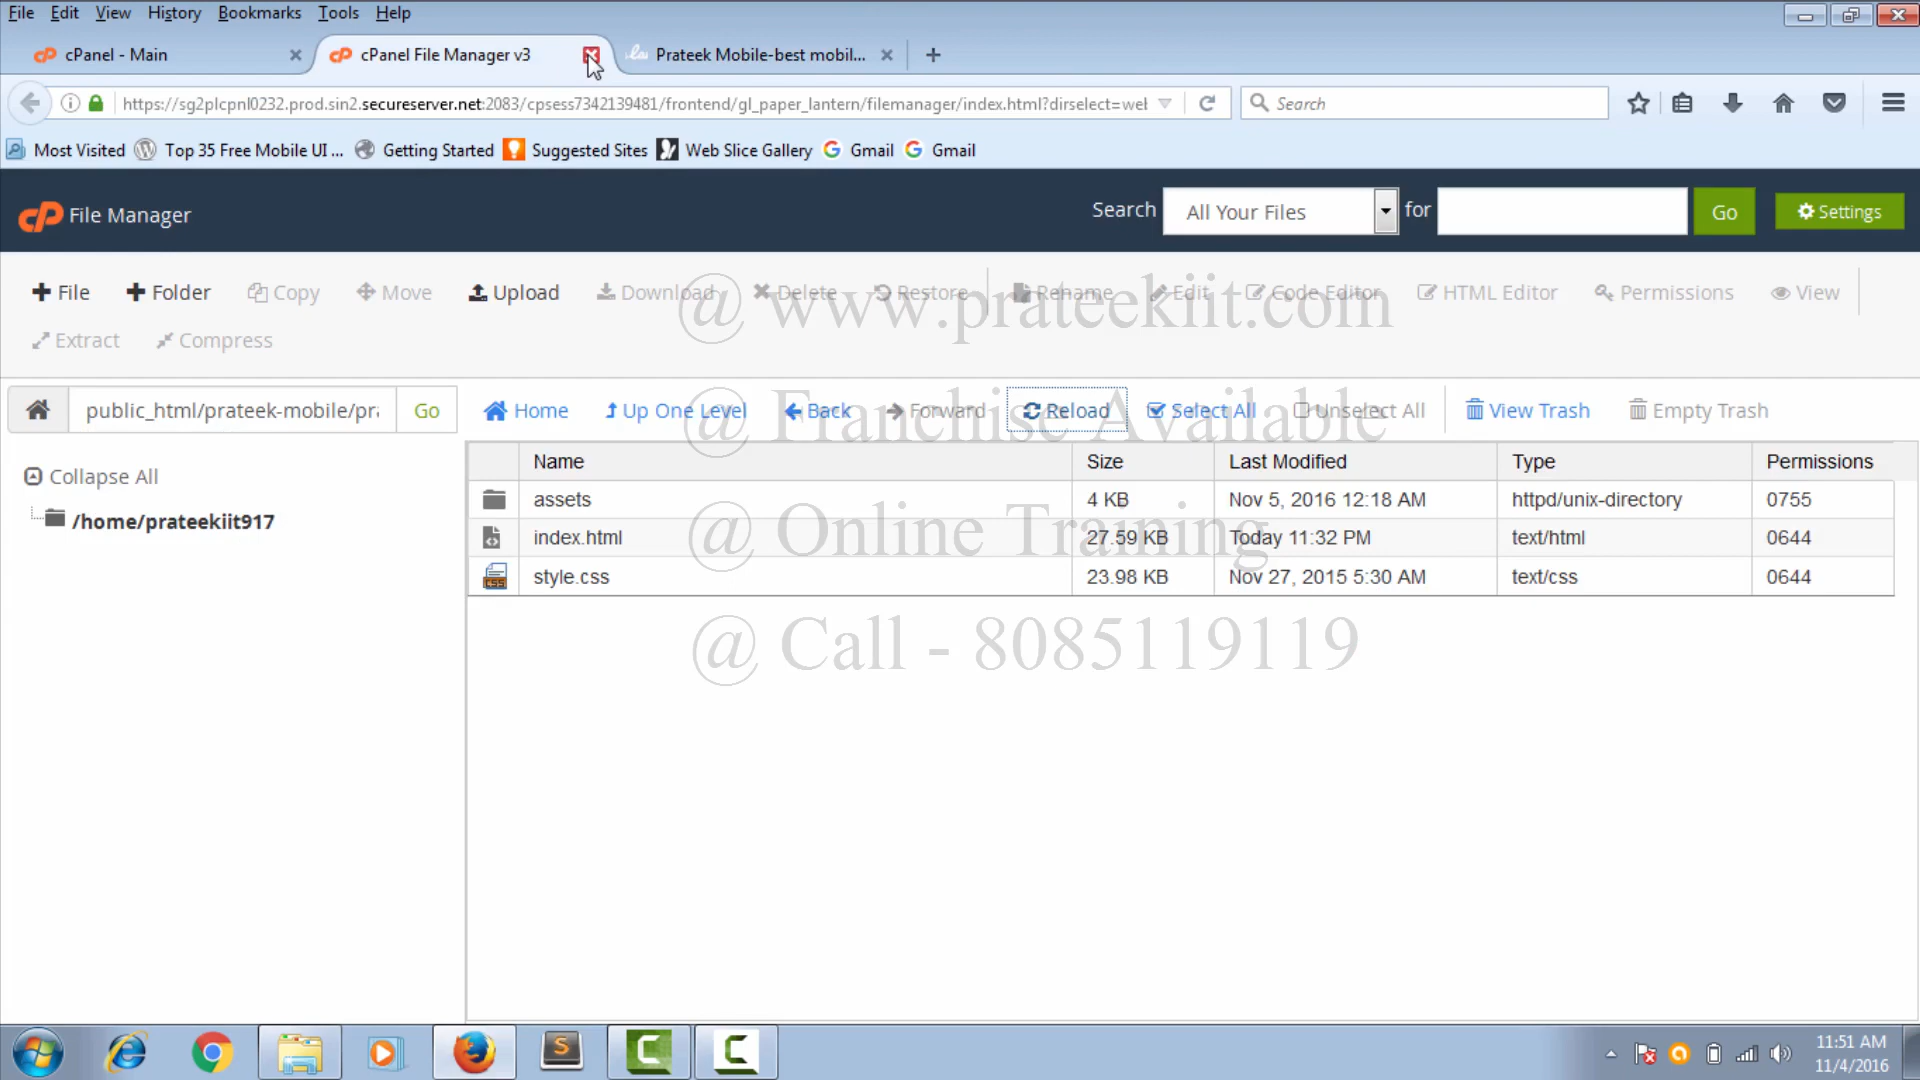 File Edit View History Bookmarks Tools Help
cPanel - Main
cPanel File Manager v3
Prateek Mobile-best mobil...
https://sg2plcpnl0232.prod.sin2.secureserver.net:2083/cpsess7342139481/frontend/gl_paper_lantern/filemanager/index.html?dirselect=wel
Search
Most Visited Top 35 Free Mobile UI ... Getting Started Suggested Sites Web Slice Gallery Gmail Gmail
cP File Manager
Search All Your Files for Go Settings
File Folder Copy Move Upload Download Delete Restore Rename Edit Code Editor HTML Editor Permissions View
@ www.prateekiit.com
Extract Compress
public_html/prateek-mobile/pra Go Home Up One Level Back Forward Reload Select All Unselect All View Trash Empty Trash
@ Franchise Available
Collapse All
/home/prateekiit917
Name Size Last Modified Type Permissions
assets 4 KB Nov 5, 2016 12:18 AM httpd/unix-directory 0755
index.html 27.59 KB Today 11:32 PM text/html 0644
@ Online Training
style.css 23.98 KB Nov 27, 2015 5:30 AM text/css 0644
@ Call - 8085119119
11:51 AM
11/4/2016